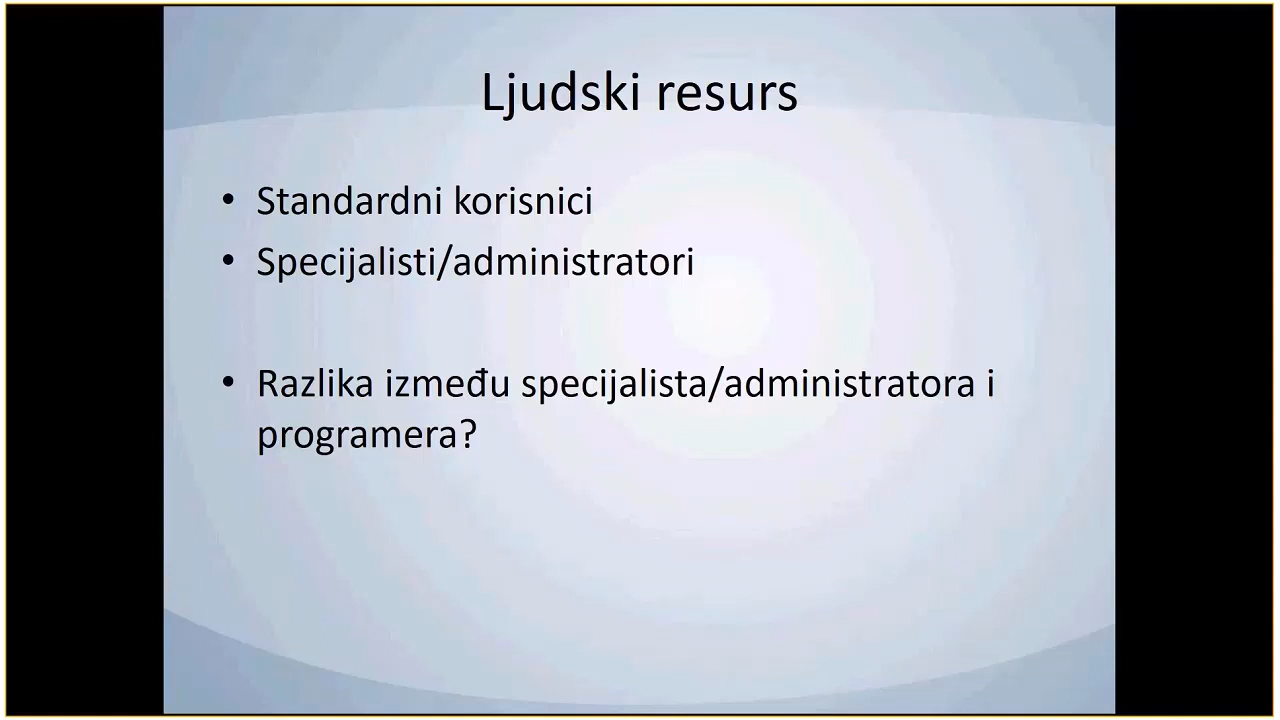 Ljudski resurs
• Standardni korisnici
• Specijalisti/administratori
• Razlika između specijalista/administratora i
programera?